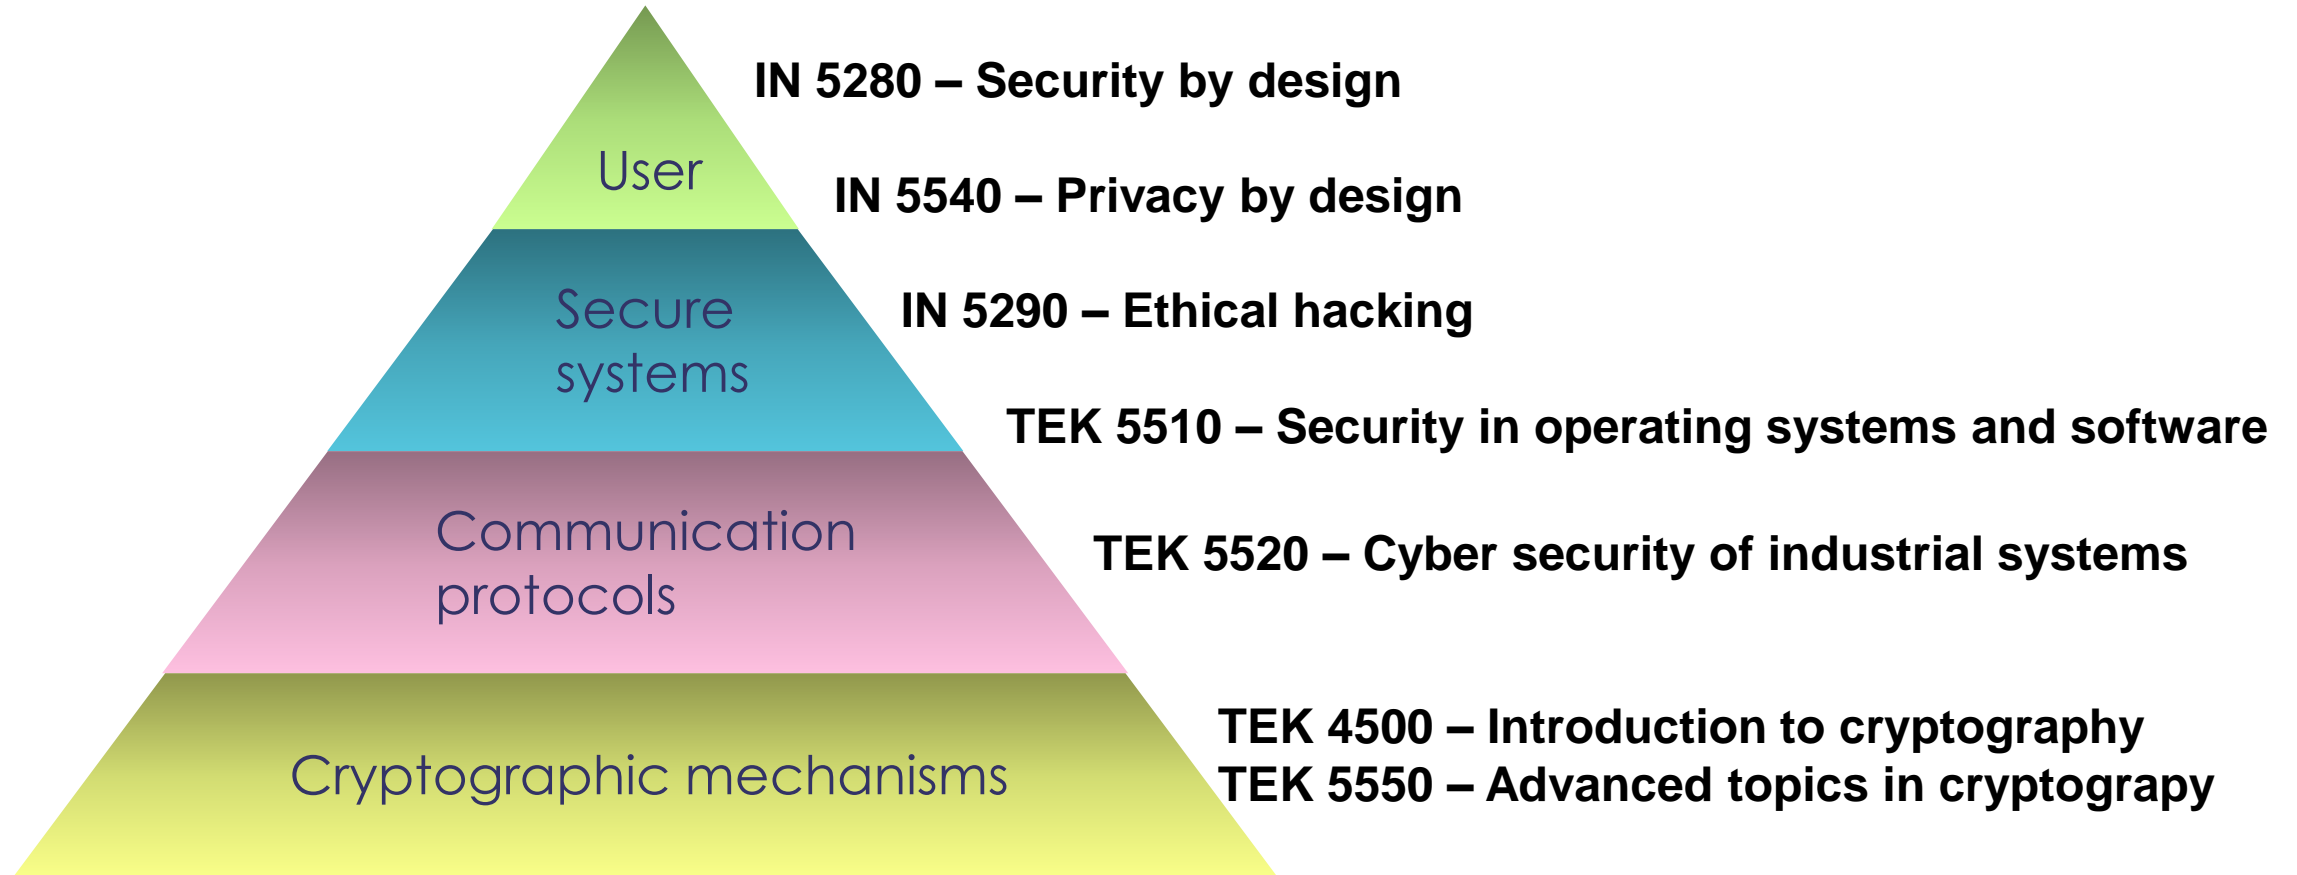 IN 5280 – Security by design
User
IN 5540 – Privacy by design
Secure
systems
IN 5290 – Ethical hacking
TEK 5510 – Security in operating systems and software
Communication
protocols
TEK 5520 – Cyber security of industrial systems
Cryptographic mechanisms
TEK 4500 – Introduction to cryptography
TEK 5550 – Advanced topics in cryptograpy